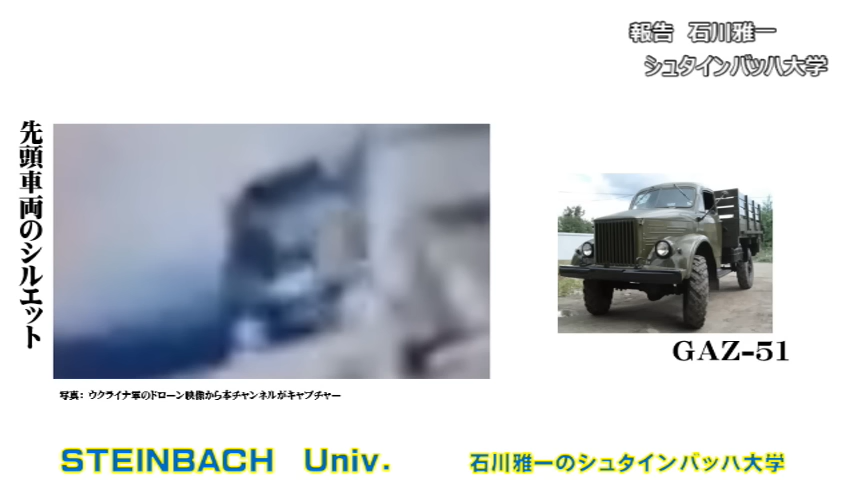 報告　石川雅一
シュタインバッハ大学
先頭車両のシルエット
GAZ-51
写真： ウクライナ軍のドローン映像から本チャンネルがキャプチャー
STEINBACH　Univ.
石川雅一のシュタインバッハ大学